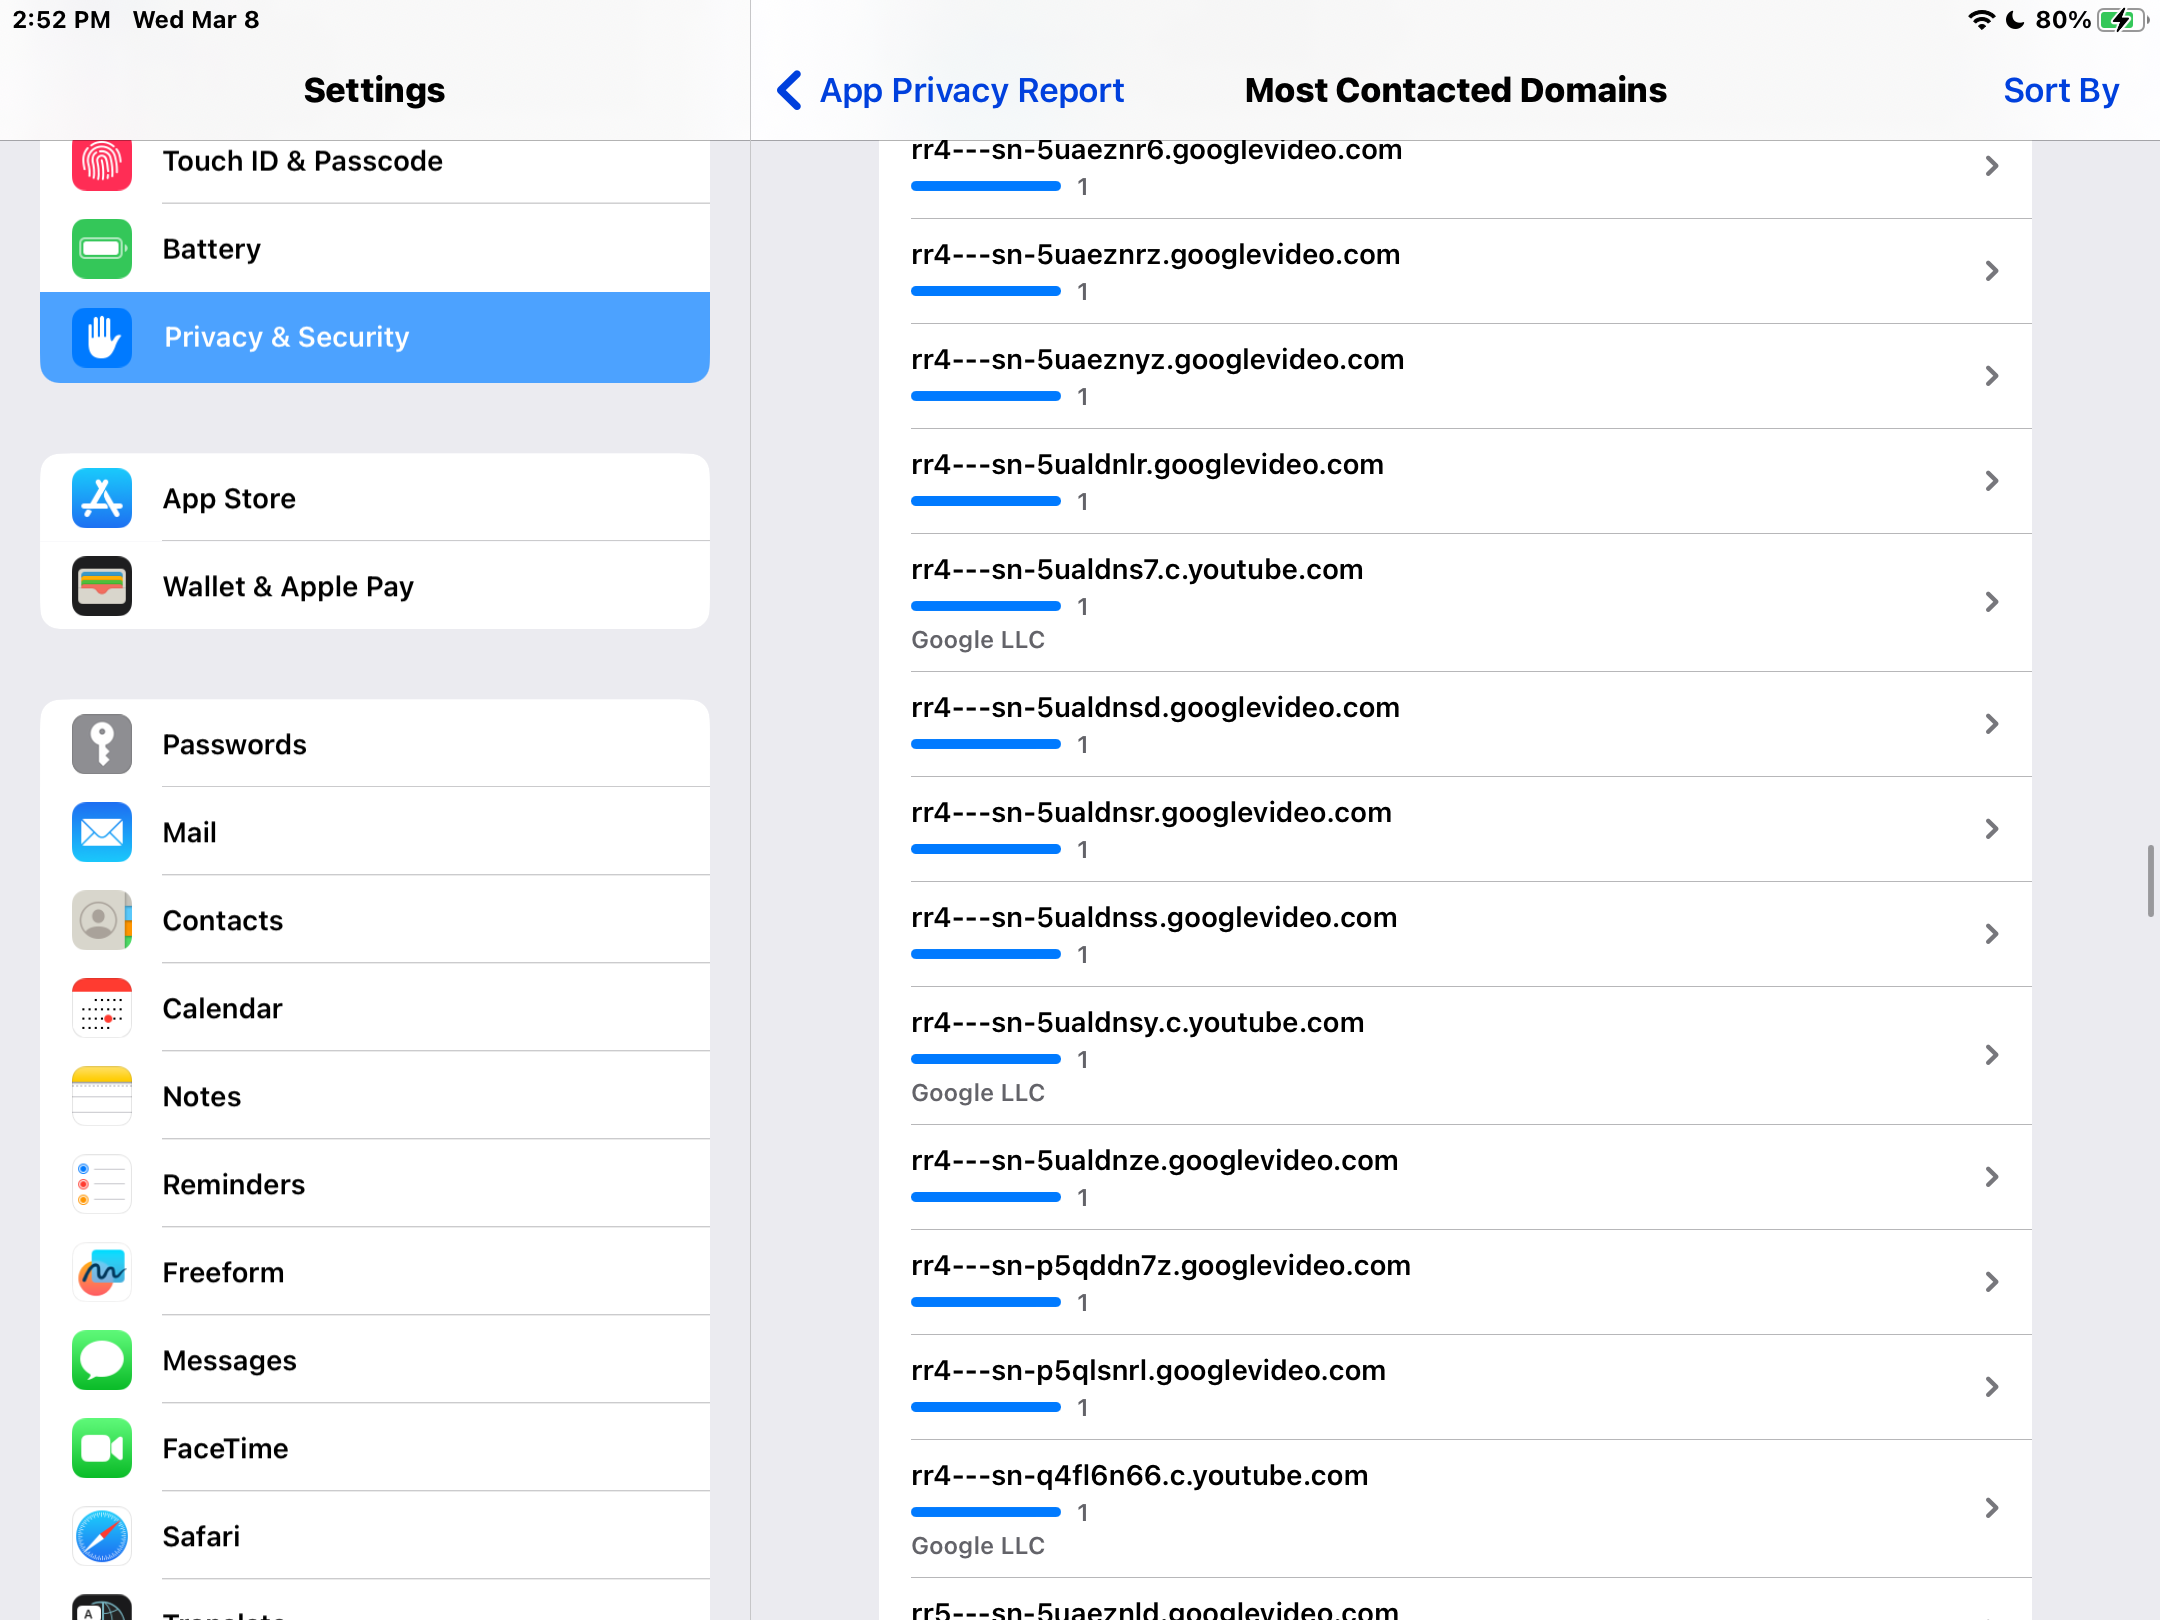 2:52 PM Wed Mar 8
80%
Settings
Touch ID & Passcode
Battery
Privacy & Security
App Store
Wallet & Apple Pay
Passwords
Mail
Contacts
Calendar
Notes
Reminders
Freeform
Messages
FaceTime
Safari
Translate
App Privacy Report
Most Contacted Domains
Sort By
rr4---sn-5uaeznr6.googlevideo.com
1
rr4---sn-5uaeznrz.googlevideo.com
1
rr4---sn-5uaeznyz.googlevideo.com
1
rr4---sn-5ualdnlr.googlevideo.com
1
rr4---sn-5ualdns7.c.youtube.com
1
Google LLC
rr4---sn-5ualdnsd.googlevideo.com
1
rr4---sn-5ualdnsr.googlevideo.com
1
rr4---sn-5ualdnss.googlevideo.com
1
rr4---sn-5ualdnsy.c.youtube.com
1
Google LLC
rr4---sn-5ualdnze.googlevideo.com
1
rr4---sn-p5qddn7z.googlevideo.com
1
rr4---sn-p5qlsnrl.googlevideo.com
1
rr4---sn-q4fl6n66.c.youtube.com
1
Google LLC
rr5---sn-5uaeznld.googlevideo.com